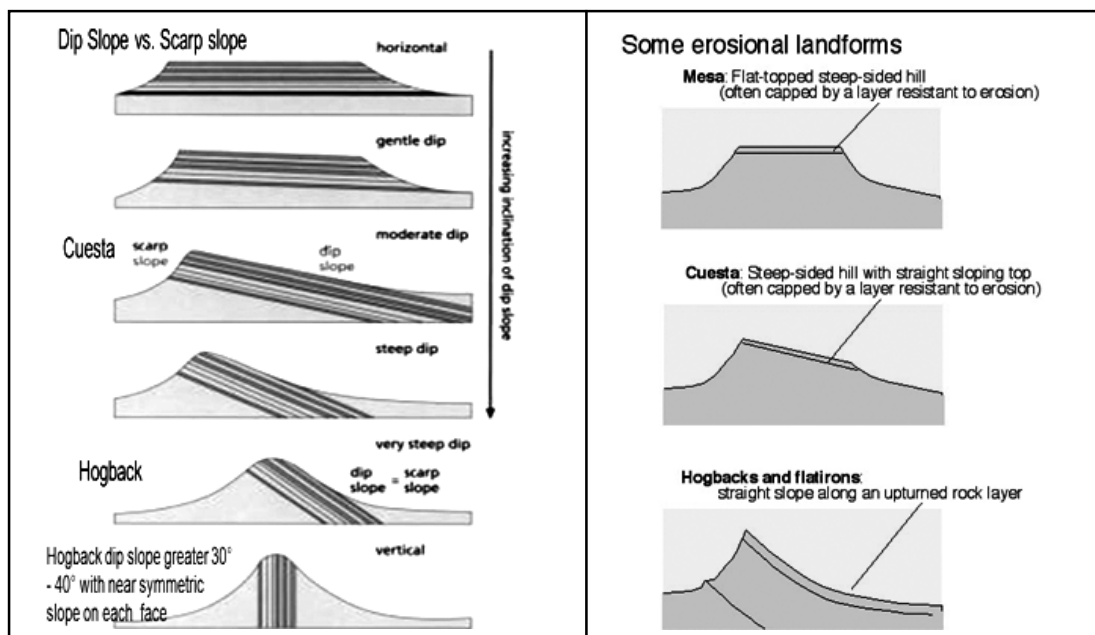 Dip Slope vs. Scarp slope
horizontal
gentle dip
increasing inclination of dip slope
Cuesta
scarp
slope
moderate dip
dip
slope
steep dip
very steep dip
Hogback
dip = scarp
slope slope
vertical
Hogback dip slope greater 30°
- 40° with near symmetric
slope on each face
Some erosional landforms
Mesa: Flat-topped steep-sided hill
(often capped by a layer resistant to erosion)
Cuesta: Steep-sided hill with straight sloping top
(often capped by a layer resistant to erosion)
Hogbacks and flatirons:
straight slope along an upturned rock layer